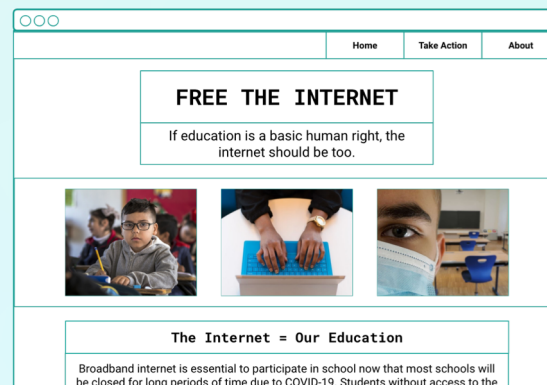 Home
Take Action
About
FREE THE INTERNET
If education is a basic human right, the
internet should be too.
The Internet = Our Education
Broadband internet is essential to participate in school now that most schools will
be closed for long periods of time due to COVID-19. Students without access to the